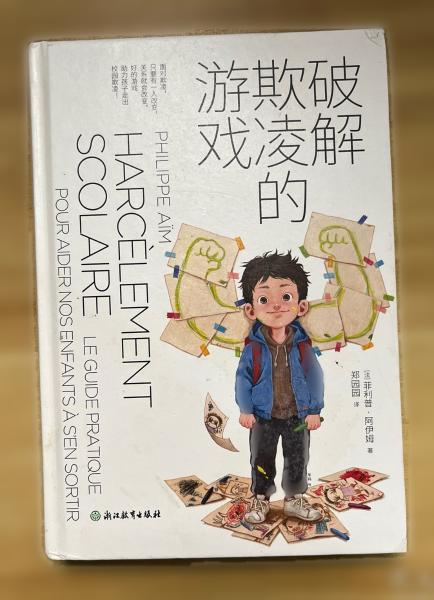 破解
欺凌的
游戏
面对欺凌，
只要有一人改变，
关系就会改变。
好的游戏
助力孩子走出
校园欺凌！
PHILIPPE AÏM
HARCÈLEMENT
SCOLAIRE
LE GUIDE PRATIQUE
POUR AIDER NOS ENFANTS À S'EN SORTIR
［法］菲利普·阿伊姆 著
郑园园 译
浙江教育出版社